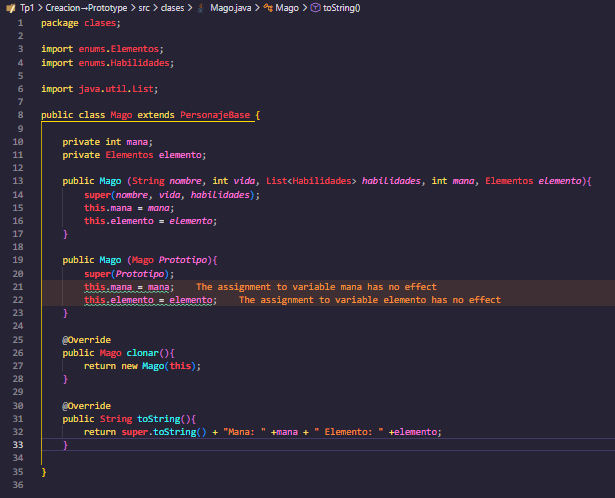 Tp1 > Creacion→Prototype > src > clases > Mago.java > Mago > toString()
1 package clases;
2
3 import enums.Elementos;
4 import enums.Habilidades;
5
6 import java.util.List;
7
8 public class Mago extends PersonajeBase {
9
10 private int mana;
11 private Elementos elemento;
12
13 public Mago (String nombre, int vida, List<Habilidades> habilidades, int mana, Elementos elemento){
14 super(nombre, vida, habilidades);
15 this.mana = mana;
16 this.elemento = elemento;
17 }
18
19 public Mago (Mago Prototipo){
20 super(Prototipo);
21 this.mana = mana; The assignment to variable mana has no effect
22 this.elemento = elemento; The assignment to variable elemento has no effect
23 }
24
25 @Override
26 public Mago clonar(){
27 return new Mago(this);
28 }
29
30 @Override
31 public String toString(){
32 return super.toString() + "Mana: " +mana + " Elemento: " +elemento;
33 }
34
35 }
36